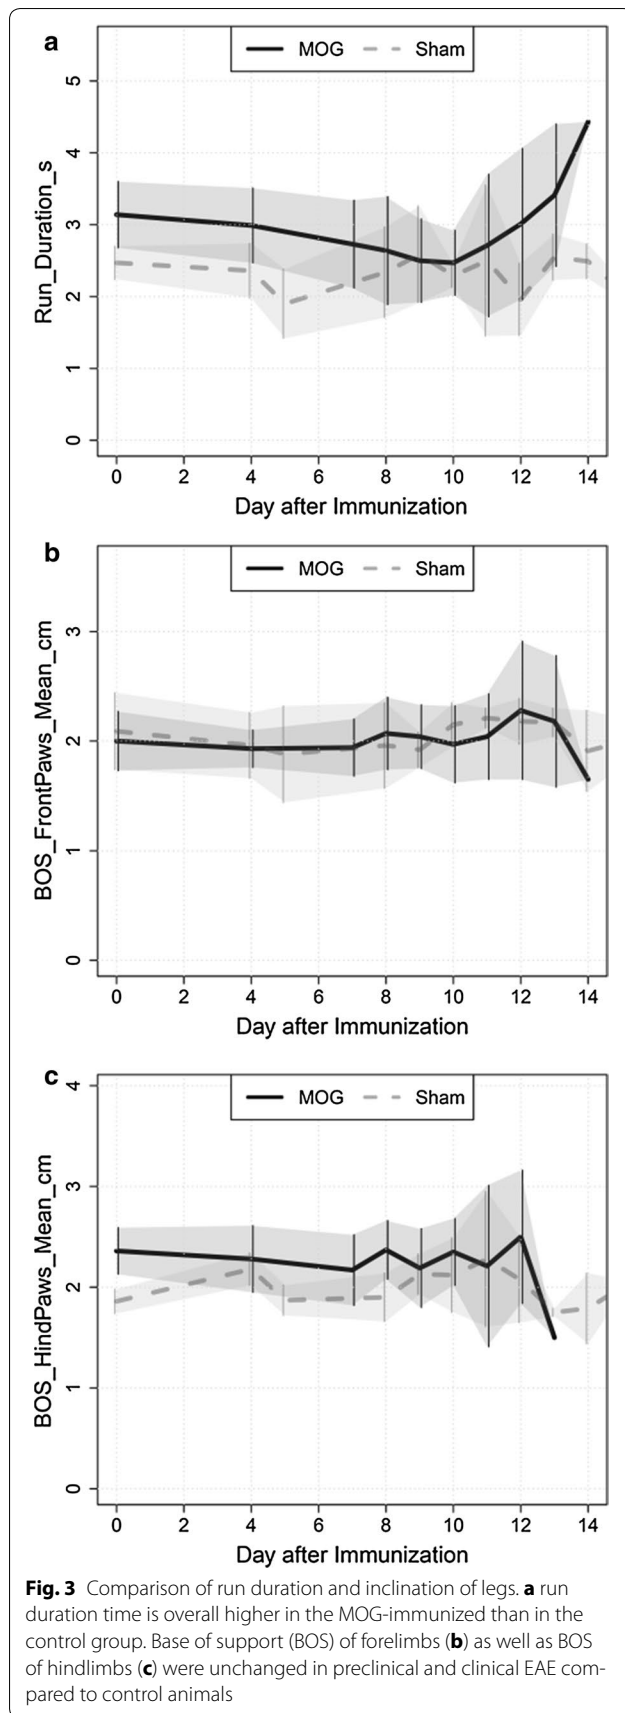 a
MOG Sham
Run_Duration_s
5
4
3
2
1
0
0 2 4 6 8 10 12 14
Day after Immunization
b
MOG Sham
BOS_FrontPaws_Mean_cm
3
2
1
0
0 2 4 6 8 10 12 14
Day after Immunization
c
MOG Sham
BOS_HindPaws_Mean_cm
4
3
2
1
0
0 2 4 6 8 10 12 14
Day after Immunization
Fig. 3 Comparison of run duration and inclination of legs. a run
duration time is overall higher in the MOG-immunized than in the
control group. Base of support (BOS) of forelimbs (b) as well as BOS
of hindlimbs (c) were unchanged in preclinical and clinical EAE com-
pared to control animals